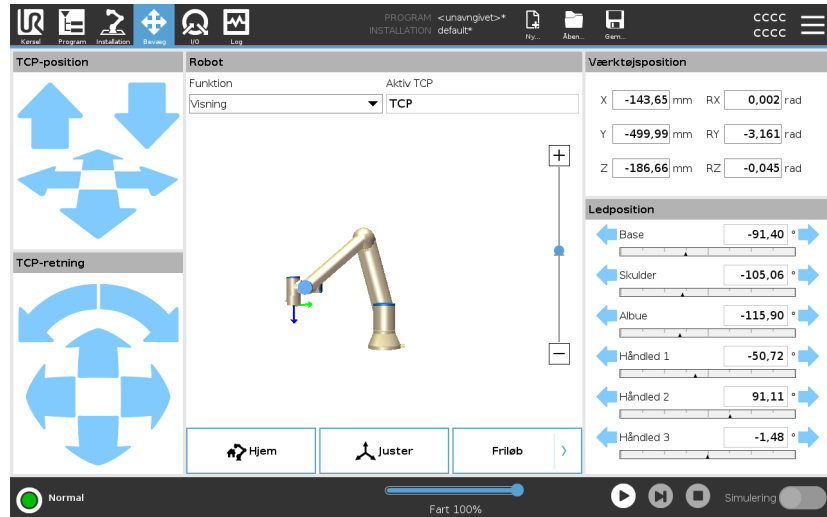 UR
PROGRAM <unavngivet>*
INSTALLATION default*
CCCC
CCCC
Kørsel Program Installation Bevæg I/O Log Ny... Åben... Gem...
TCP-position
Robot
Funktion Aktiv TCP
Visning TCP
TCP-retning
Hjem Juster Friløb
Værktøjsposition
X -143,65 mm RX 0,002 rad
Y -499,99 mm RY -3,161 rad
Z -186,66 mm RZ -0,045 rad
Ledposition
Base -91,40 °
Skulder -105,06 °
Albue -115,90 °
Håndled 1 -50,72 °
Håndled 2 91,11 °
Håndled 3 -1,48 °
Normal
Fart 100%
Simulering